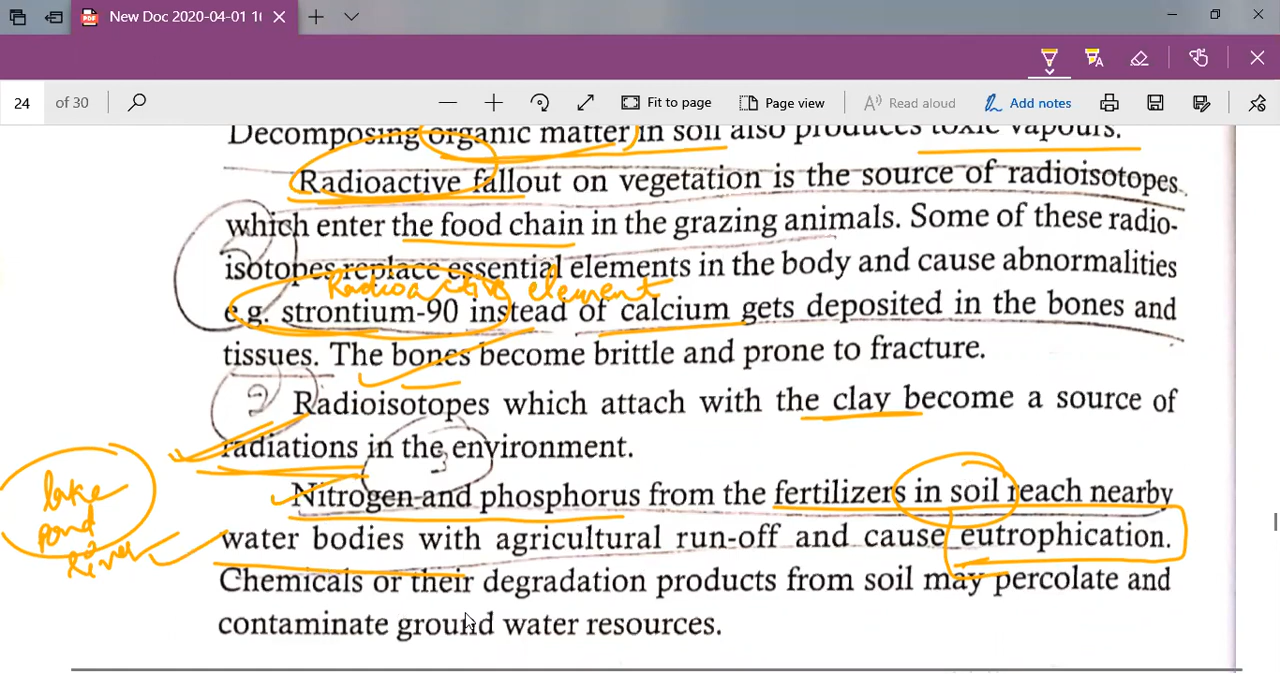 New Doc 2020-04-01 1
24 of 30
Fit to page
Page view
Read aloud
Add notes
Decomposing organic matter in soil also produces toxic vapours.
Radioactive fallout on vegetation is the source of radioisotopes
which enter the food chain in the grazing animals. Some of these radio-
isotopes replace essential elements in the body and cause abnormalities
Radioactive element
e.g. strontium-90 instead of calcium gets deposited in the bones and
tissues. The bones become brittle and prone to fracture.
2
Radioisotopes which attach with the clay become a source of
radiations in the environment.
3
Nitrogen and phosphorus from the fertilizers in soil reach nearby
lake
pond
River
water bodies with agricultural run-off and cause eutrophication.
Chemicals or their degradation products from soil may percolate and
contaminate ground water resources.